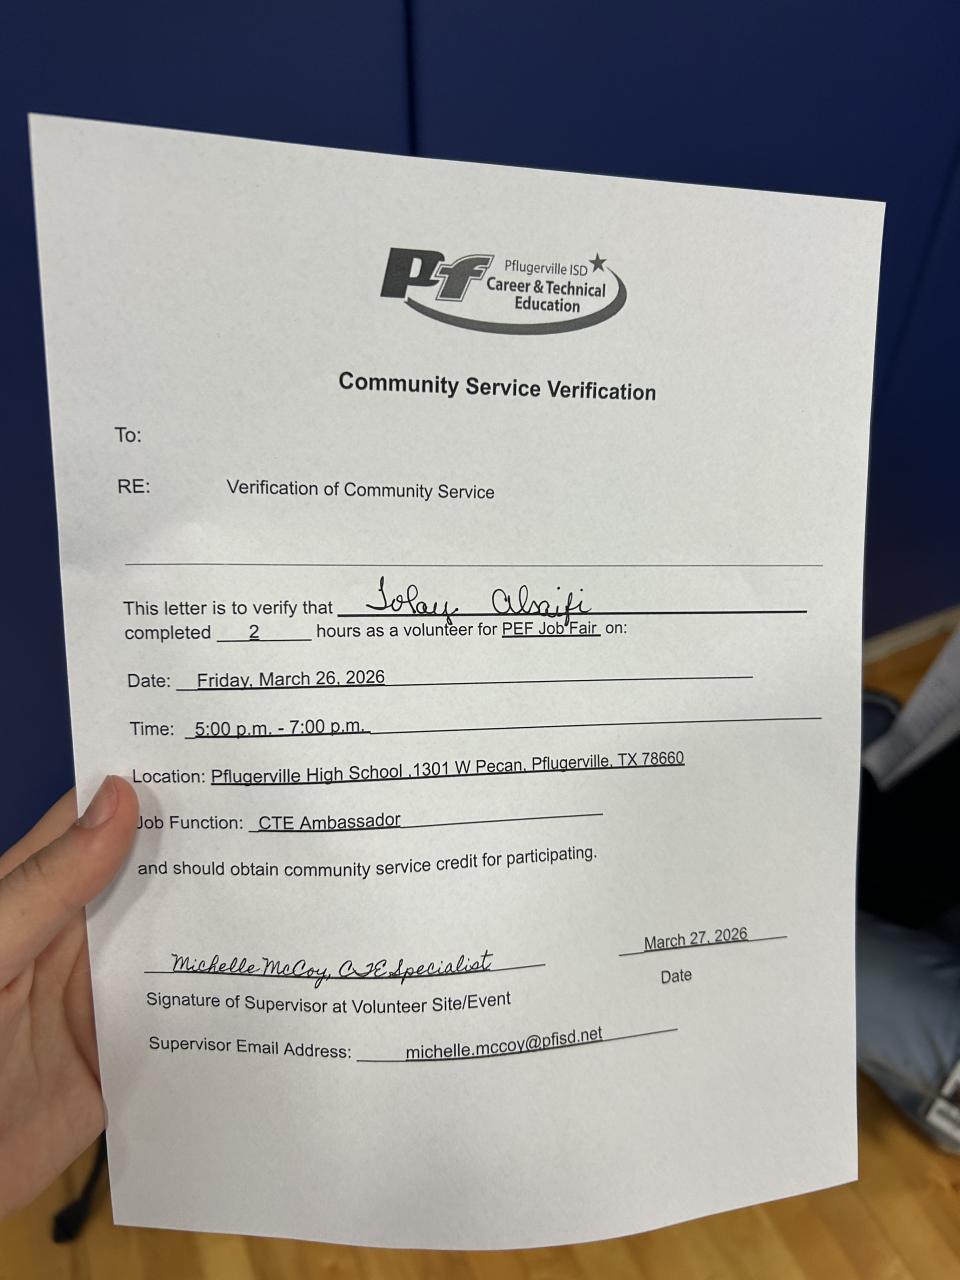 Pf
Pflugerville ISD
Career & Technical
Education
Community Service Verification
To:
RE: Verification of Community Service
This letter is to verify that Tolay Alsaifi
completed 2 hours as a volunteer for PEF Job Fair on:
Date: Friday, March 26, 2026
Time: 5:00 p.m. - 7:00 p.m.
Location: Pflugerville High School ,1301 W Pecan, Pflugerville, TX 78660
Job Function: CTE Ambassador
and should obtain community service credit for participating.
Michelle McCoy, CTE Specialist March 27, 2026
Signature of Supervisor at Volunteer Site/Event Date
Supervisor Email Address: michelle.mccoy@pfisd.net